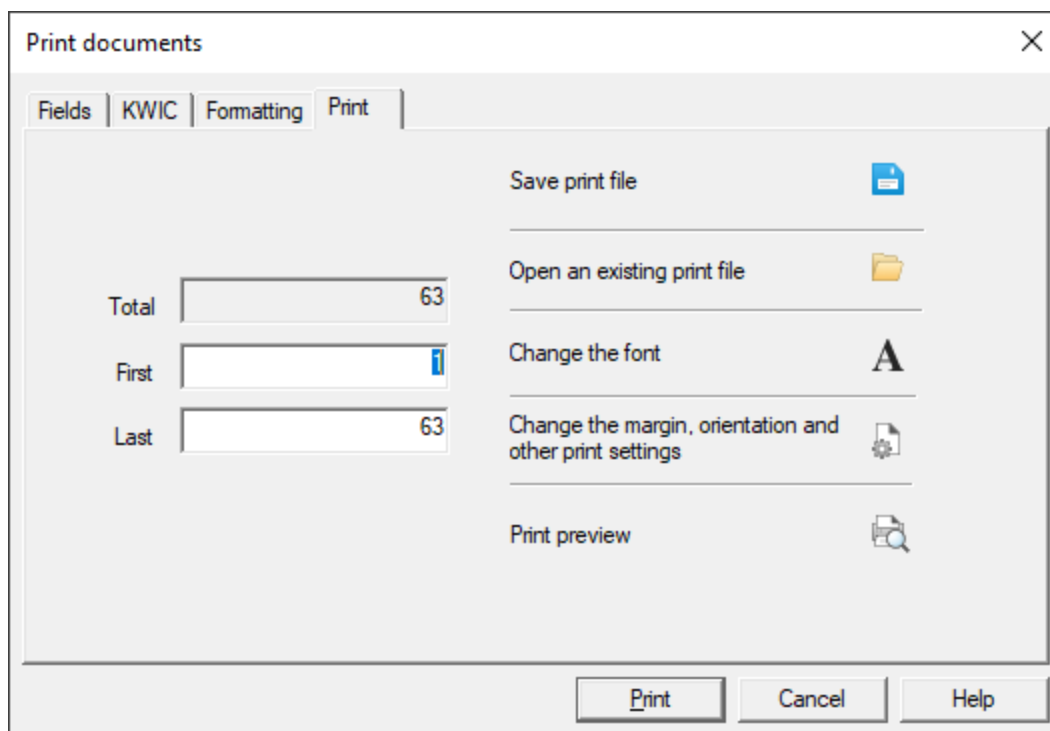 Print documents
Fields
KWIC
Formatting
Print
Total
63
First
1
Last
63
Save print file
Open an existing print file
Change the font
A
Change the margin, orientation and
other print settings
Print preview
Print
Cancel
Help